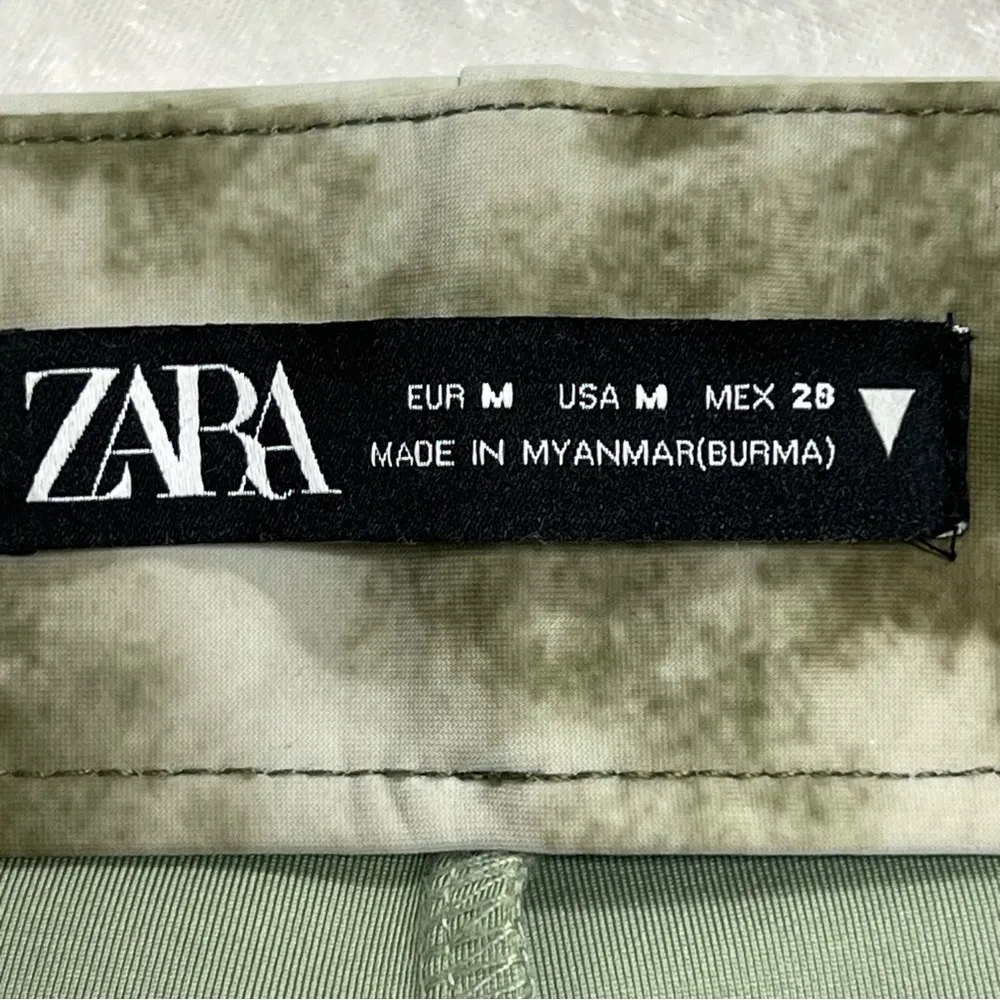 ZARA
EUR M USA M MEX 28
MADE IN MYANMAR(BURMA)